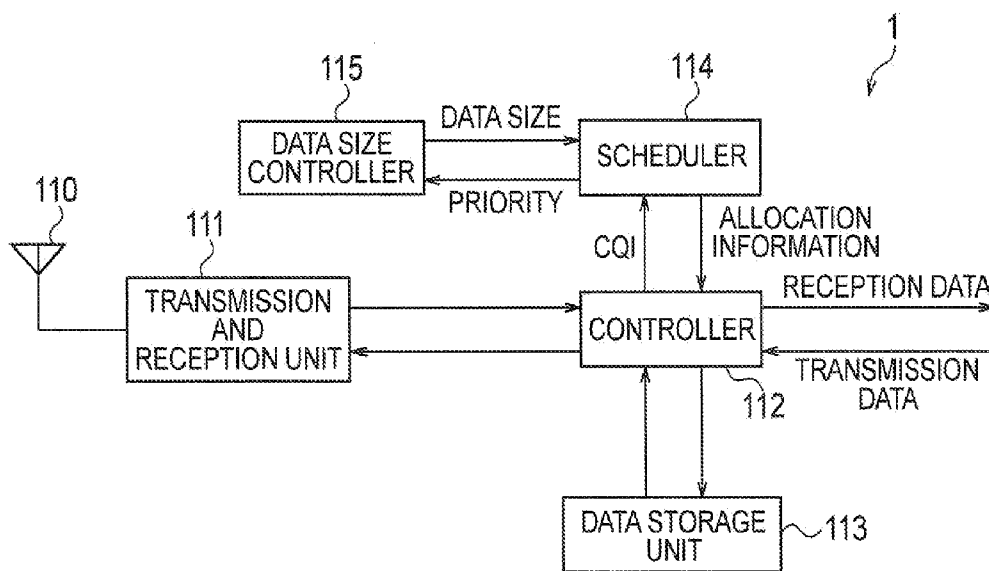 1
115
114
DATA SIZE
DATA SIZE
CONTROLLER
SCHEDULER
PRIORITY
110
111
CQI
ALLOCATION
INFORMATION
TRANSMISSION
AND
RECEPTION UNIT
CONTROLLER
RECEPTION DATA
TRANSMISSION
DATA
112
DATA STORAGE
UNIT
113